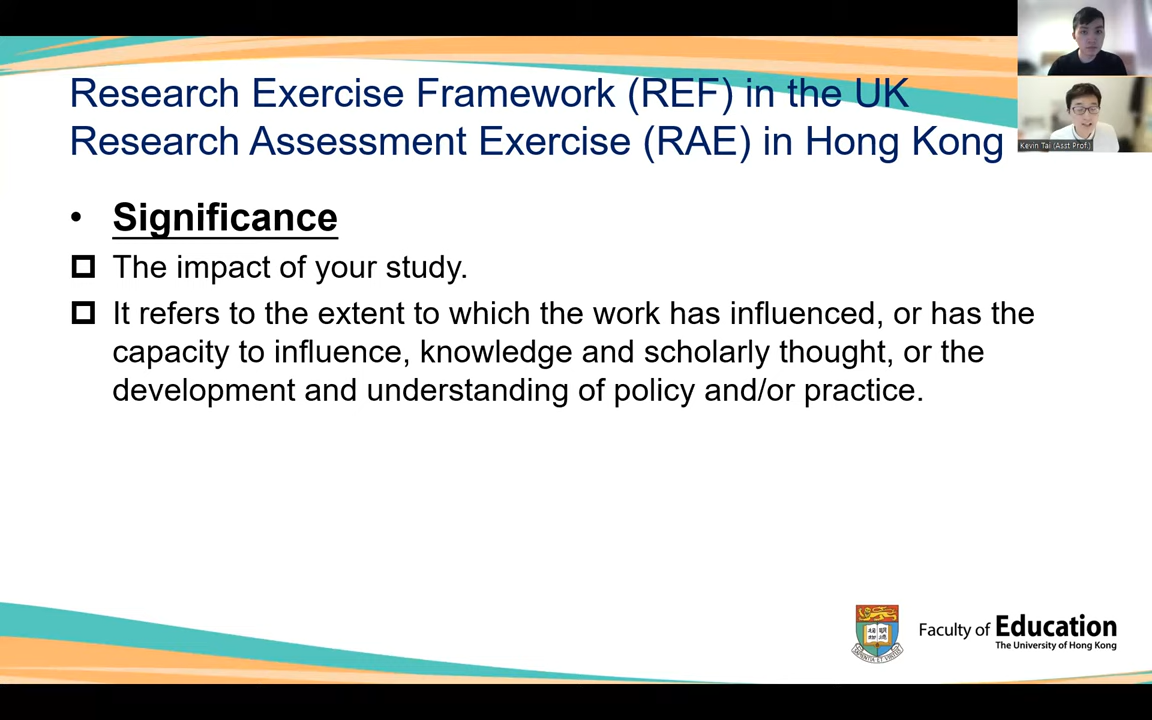 Research Exercise Framework (REF) in the UK
Research Assessment Exercise (RAE) in Hong Kong
Kevin Tai (Asst Prof.)
• Significance
The impact of your study.
It refers to the extent to which the work has influenced, or has the
capacity to influence, knowledge and scholarly thought, or the
development and understanding of policy and/or practice.
Faculty of Education
The University of Hong Kong